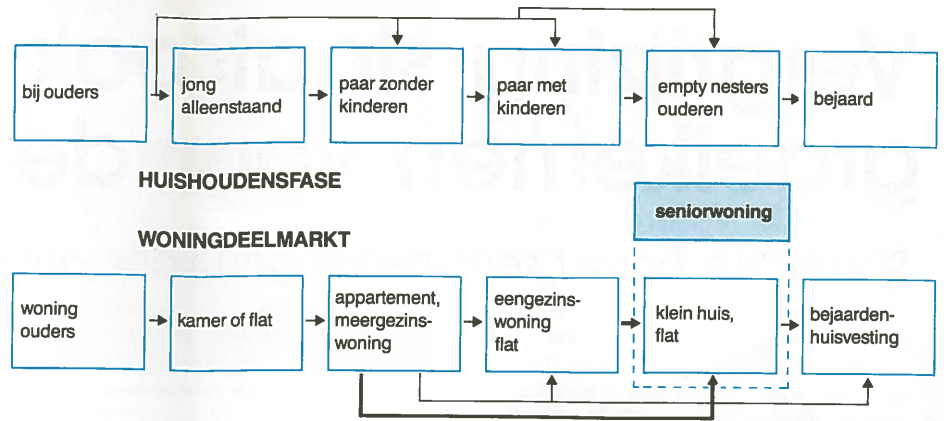 bij ouders
jong
alleenstaand
paar zonder
kinderen
paar met
kinderen
empty nesters
ouderen
bejaard
HUISHOUDENSFASE
seniorwoning
WONINGDEELMARKT
woning
ouders
kamer of flat
appartement,
meergezins-
woning
eengezins-
woning
flat
klein huis,
flat
bejaarden-
huisvesting